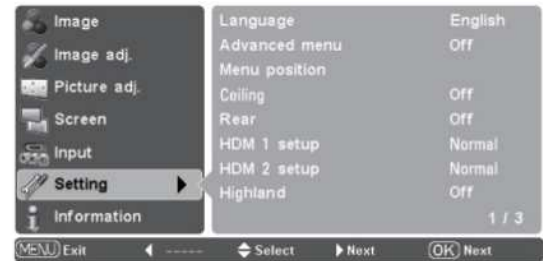 Image
Image adj.
Picture adj.
Screen
Input
Setting
Information
Language English
Advanced menu Off
Menu position
Ceiling Off
Rear Off
HDM 1 setup Normal
HDM 2 setup Normal
Highland Off
1 / 3
MENU Exit ◀ ----- Select Next OK Next